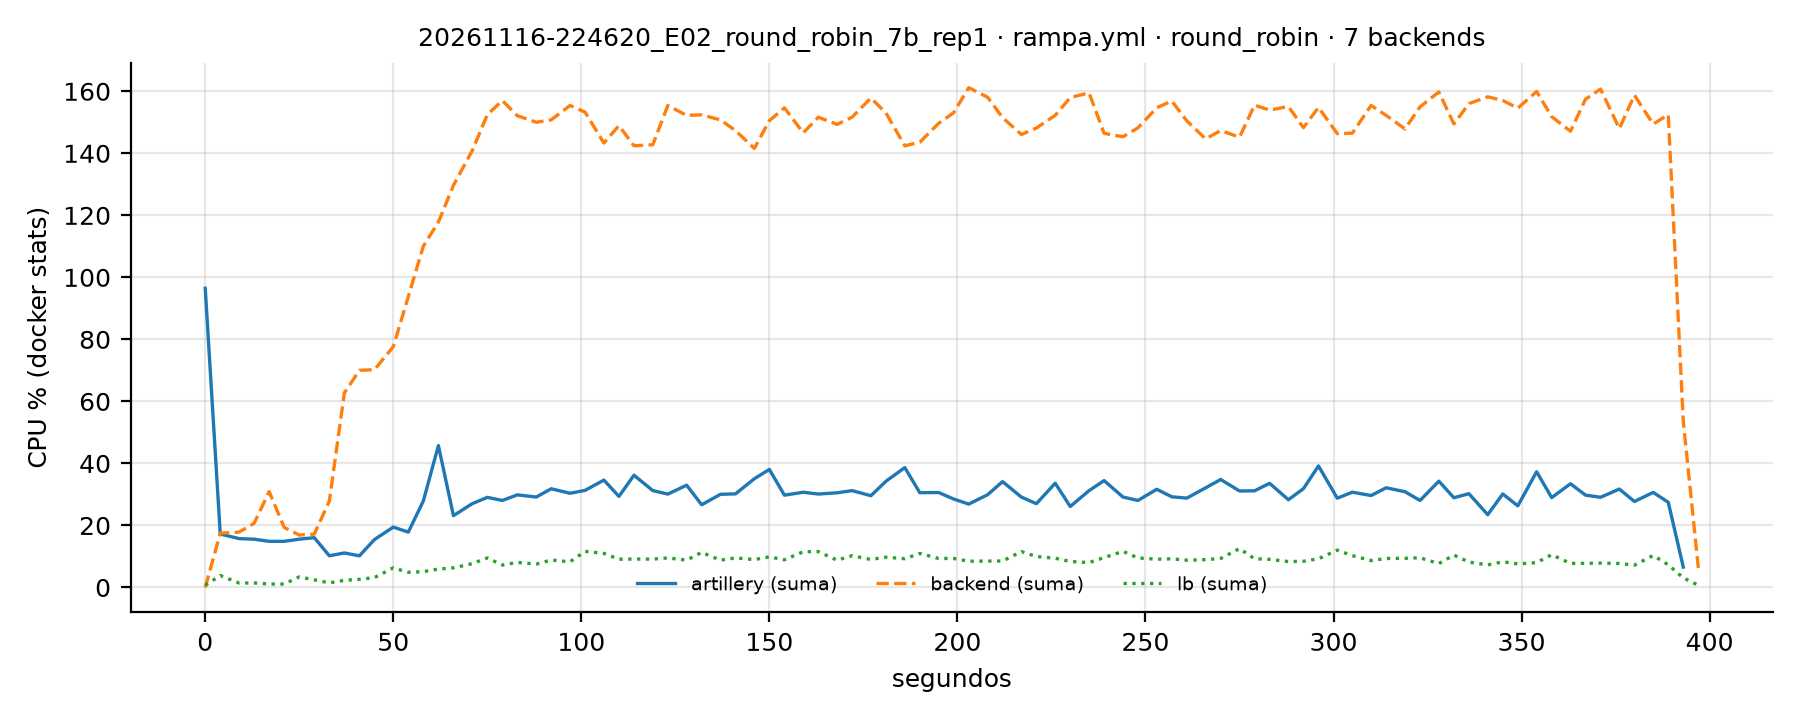 20261116-224620_E02_round_robin_7b_rep1 · rampa.yml · round_robin · 7 backends
CPU % (docker stats)
160
140
120
100
80
60
40
20
0
artillery (suma)
backend (suma)
lb (suma)
0 50 100 150 200 250 300 350 400
segundos